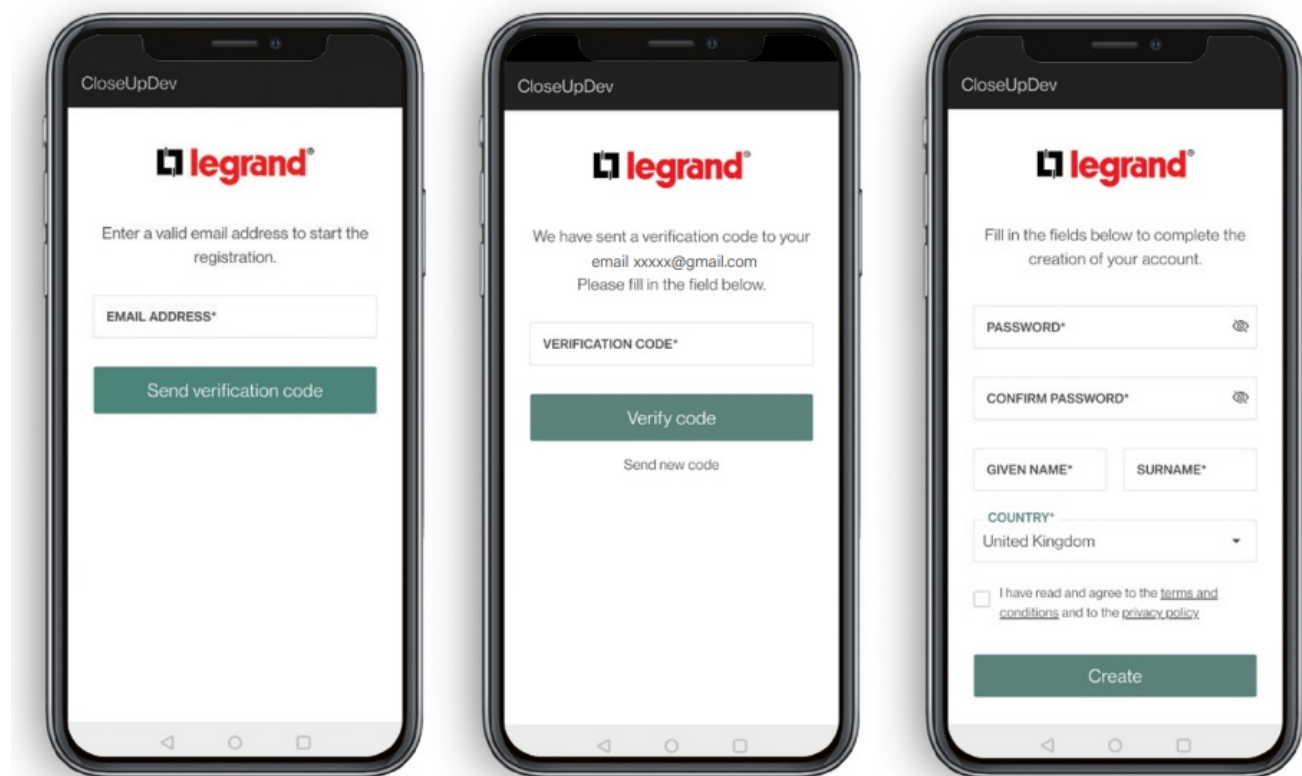 CloseUpDev
legrand®
Enter a valid email address to start the
registration.
EMAIL ADDRESS*
Send verification code
CloseUpDev
legrand®
We have sent a verification code to your
email xxxxx@gmail.com
Please fill in the field below.
VERIFICATION CODE*
Verify code
Send new code
CloseUpDev
legrand®
Fill in the fields below to complete the
creation of your account.
PASSWORD*
CONFIRM PASSWORD*
GIVEN NAME* SURNAME*
COUNTRY*
United Kingdom
I have read and agree to the terms and
conditions and to the privacy policy
Create